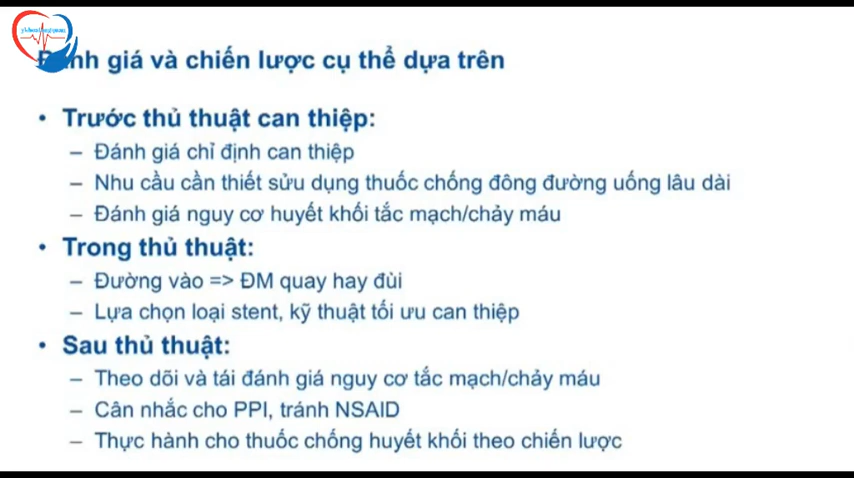 ánh giá và chiến lược cụ thể dựa trên
• Trước thủ thuật can thiệp:
– Đánh giá chỉ định can thiệp
– Nhu cầu cần thiết sửu dụng thuốc chống đông đường uống lâu dài
– Đánh giá nguy cơ huyết khối tắc mạch/chảy máu
• Trong thủ thuật:
– Đường vào => ĐM quay hay đùi
– Lựa chọn loại stent, kỹ thuật tối ưu can thiệp
• Sau thủ thuật:
– Theo dõi và tái đánh giá nguy cơ tắc mạch/chảy máu
– Cân nhắc cho PPI, tránh NSAID
– Thực hành cho thuốc chống huyết khối theo chiến lược